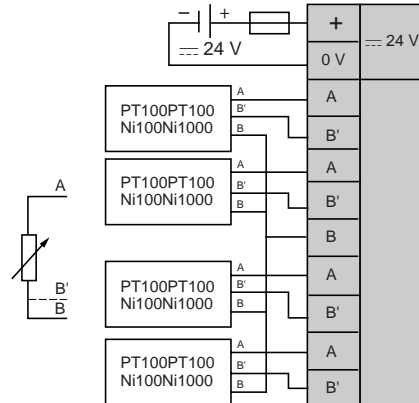 − + +
⎓ 24 V
⎓ 24 V
0 V
A
A
PT100PT100
Ni100Ni1000
B'
B
B'
A
A
PT100PT100
Ni100Ni1000
B'
B
B'
A
B
B'
B
A
A
PT100PT100
Ni100Ni1000
B'
B
B'
A
A
PT100PT100
Ni100Ni1000
B'
B
B'